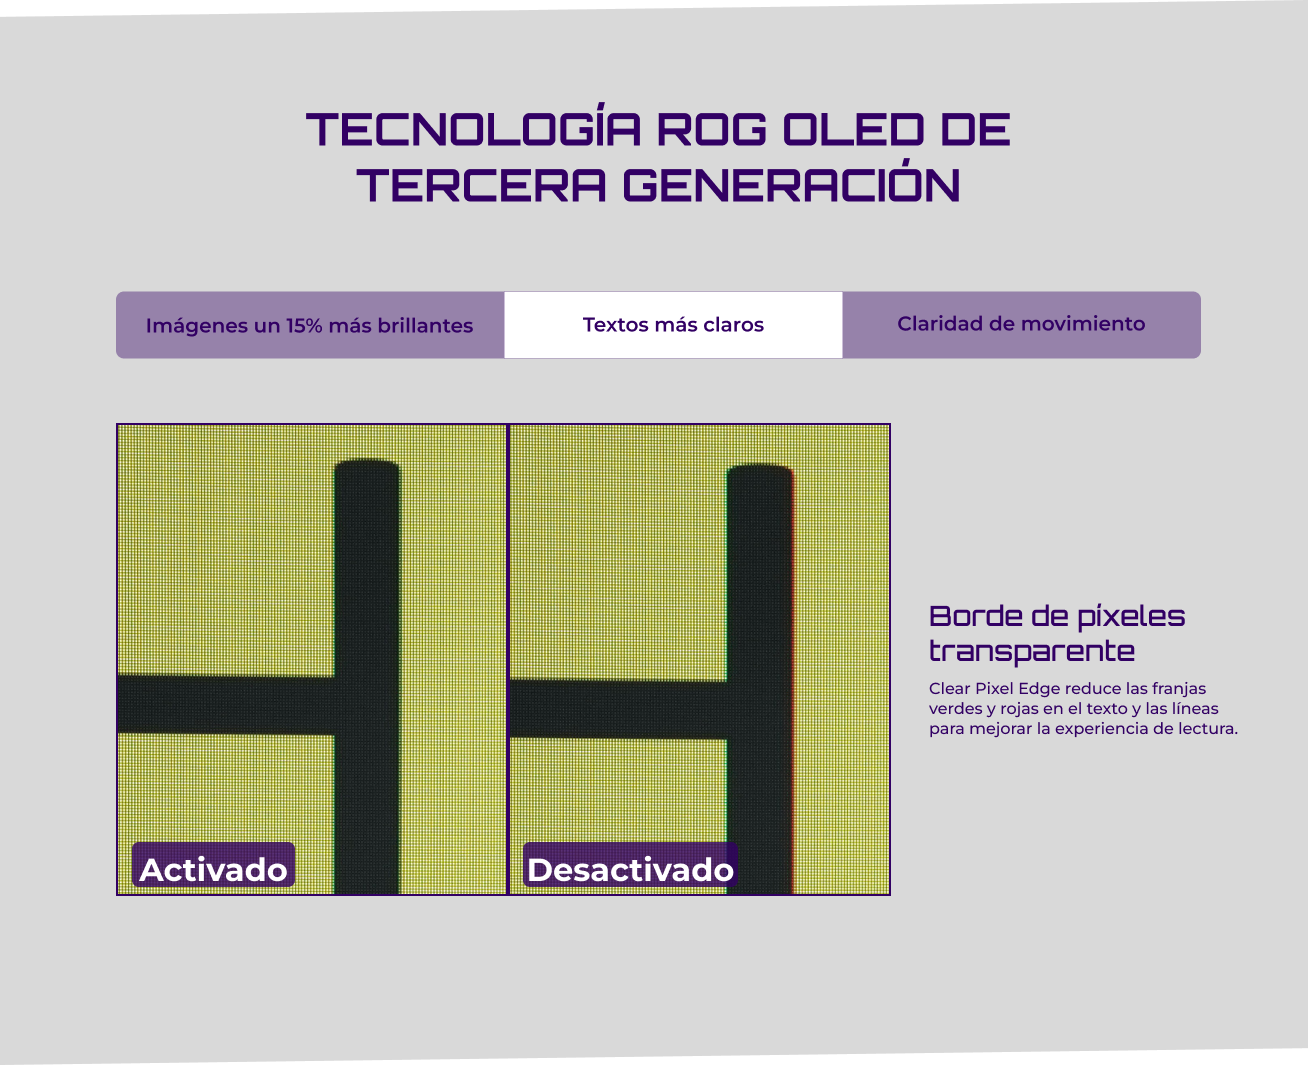 TECNOLOGÍA ROG OLED DE
TERCERA GENERACIÓN
Imágenes un 15% más brillantes
Textos más claros
Claridad de movimiento
Activado
Desactivado
Borde de píxeles
transparente
Clear Pixel Edge reduce las franjas
verdes y rojas en el texto y las líneas
para mejorar la experiencia de lectura.